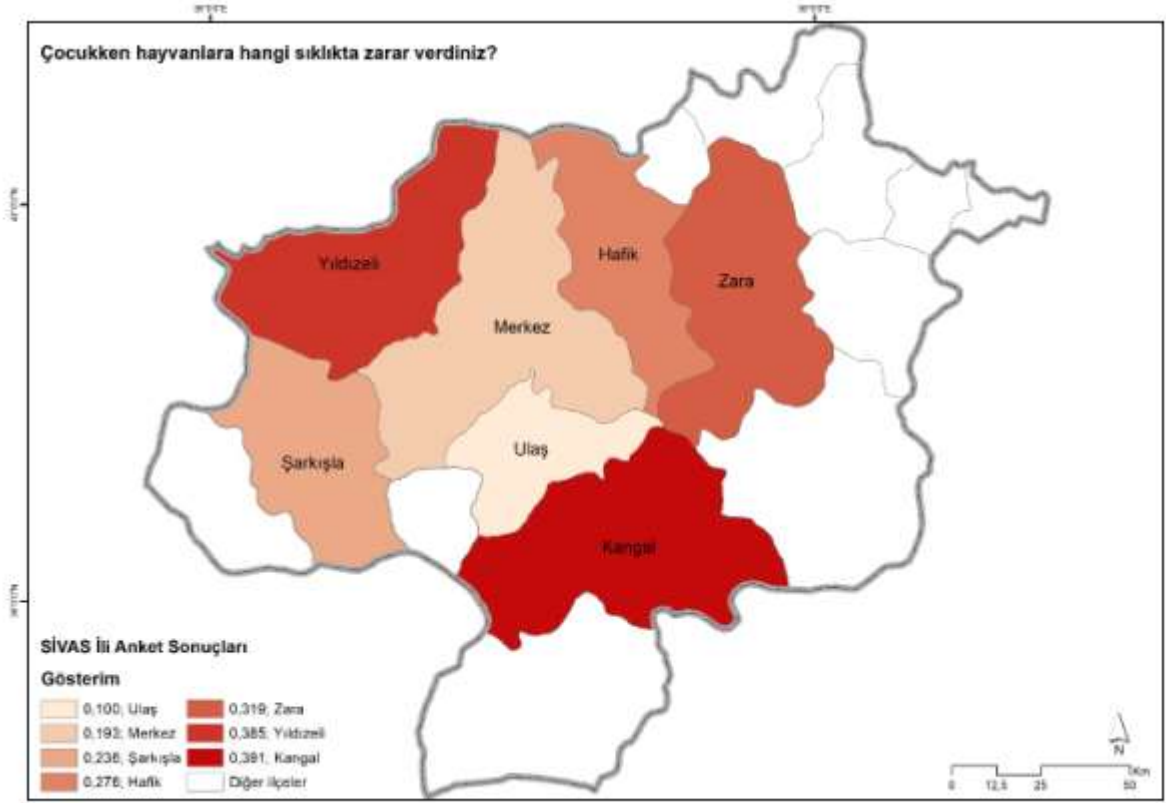 Çocukken hayvanlara hangi sıklıkta zarar verdiniz?
Yıldızeli
Hafik
Zara
Merkez
Ulaş
Şarkışla
Kangal
SİVAS İli Anket Sonuçları
Gösterim
0,100; Ulaş
0,319; Zara
0,193; Merkez
0,385; Yıldızeli
0,238; Şarkışla
0,391; Kangal
0,276; Hafik
Diğer ilçeler
N
Km
0 12,5 25 50